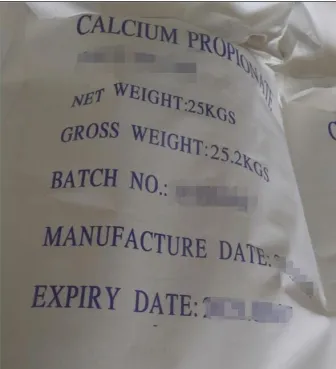 CALCIUM PROPIONATE
NET WEIGHT:25KGS
GROSS WEIGHT:25.2KGS
BATCH NO.:
MANUFACTURE DATE:
EXPIRY DATE: